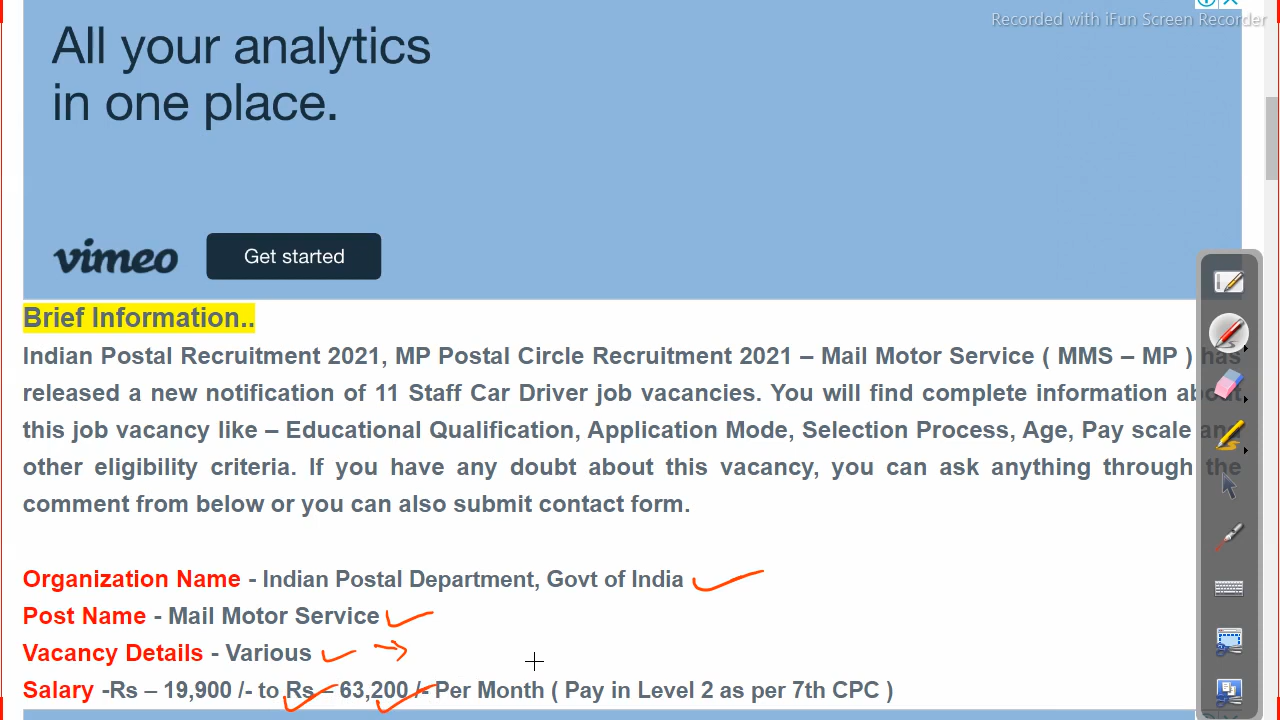 Recorded with iFun Screen Recorder
All your analytics
in one place.
vimeo
Get started
Brief Information..
Indian Postal Recruitment 2021, MP Postal Circle Recruitment 2021 – Mail Motor Service ( MMS – MP ) has
released a new notification of 11 Staff Car Driver job vacancies. You will find complete information about
this job vacancy like – Educational Qualification, Application Mode, Selection Process, Age, Pay scale and
other eligibility criteria. If you have any doubt about this vacancy, you can ask anything through the
comment from below or you can also submit contact form.
Organization Name - Indian Postal Department, Govt of India
Post Name - Mail Motor Service
Vacancy Details - Various
Salary -Rs – 19,900 /- to Rs – 63,200 /- Per Month ( Pay in Level 2 as per 7th CPC )